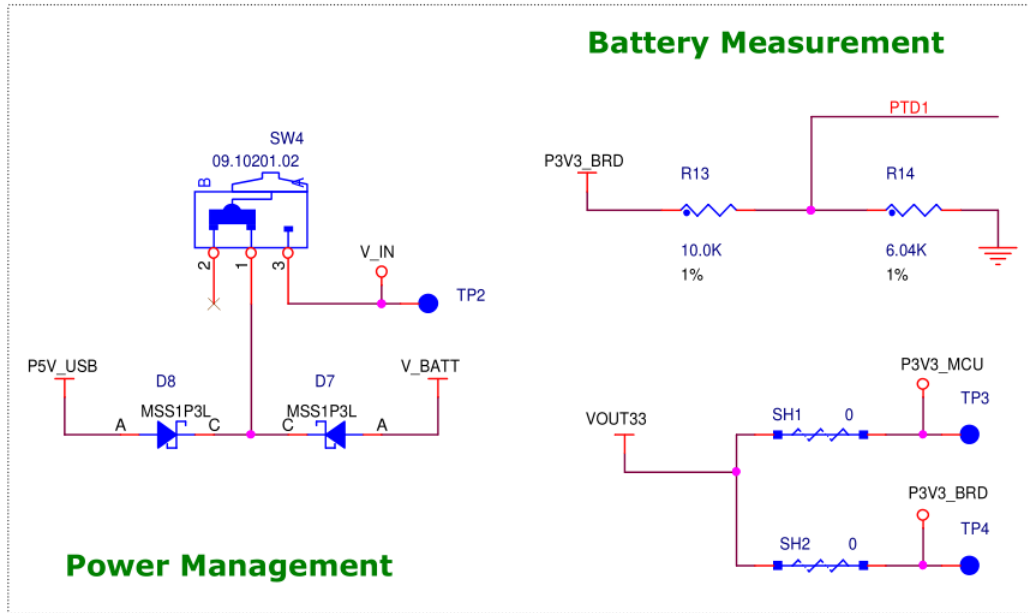 Battery Measurement
PTD1
SW4
09.10201.02
B
A
P3V3_BRD
R13
R14
10.0K
6.04K
1%
1%
2
1
3
V_IN
TP2
P5V_USB
V_BATT
D8
D7
MSS1P3L
MSS1P3L
A
C
C
A
P3V3_MCU
TP3
VOUT33
SH1
0
P3V3_BRD
TP4
SH2
0
Power Management